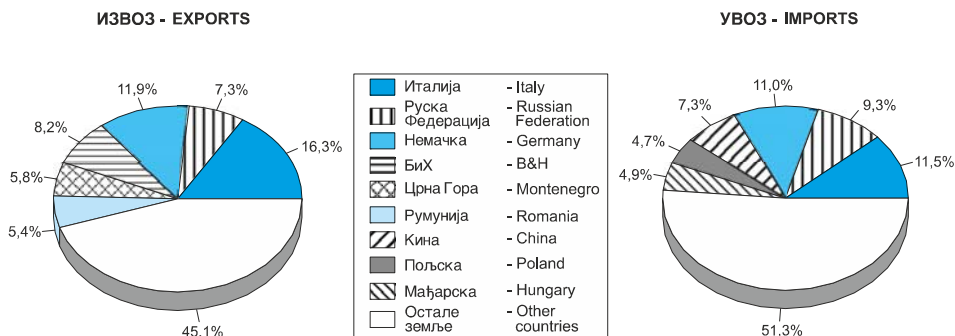 ИЗВОЗ - EXPORTS
7,3%
11,9%
8,2%
16,3%
5,8%
5,4%
45,1%
Италија - Italy
Руска - Russian
Федерација Federation
Немачка - Germany
БиХ - B&H
Црна Гора - Montenegro
Румунија - Romania
Кина - China
Пољска - Poland
Мађарска - Hungary
Остале - Other
земље countries
УВОЗ - IMPORTS
11,0%
7,3%
9,3%
4,7%
11,5%
4,9%
51,3%